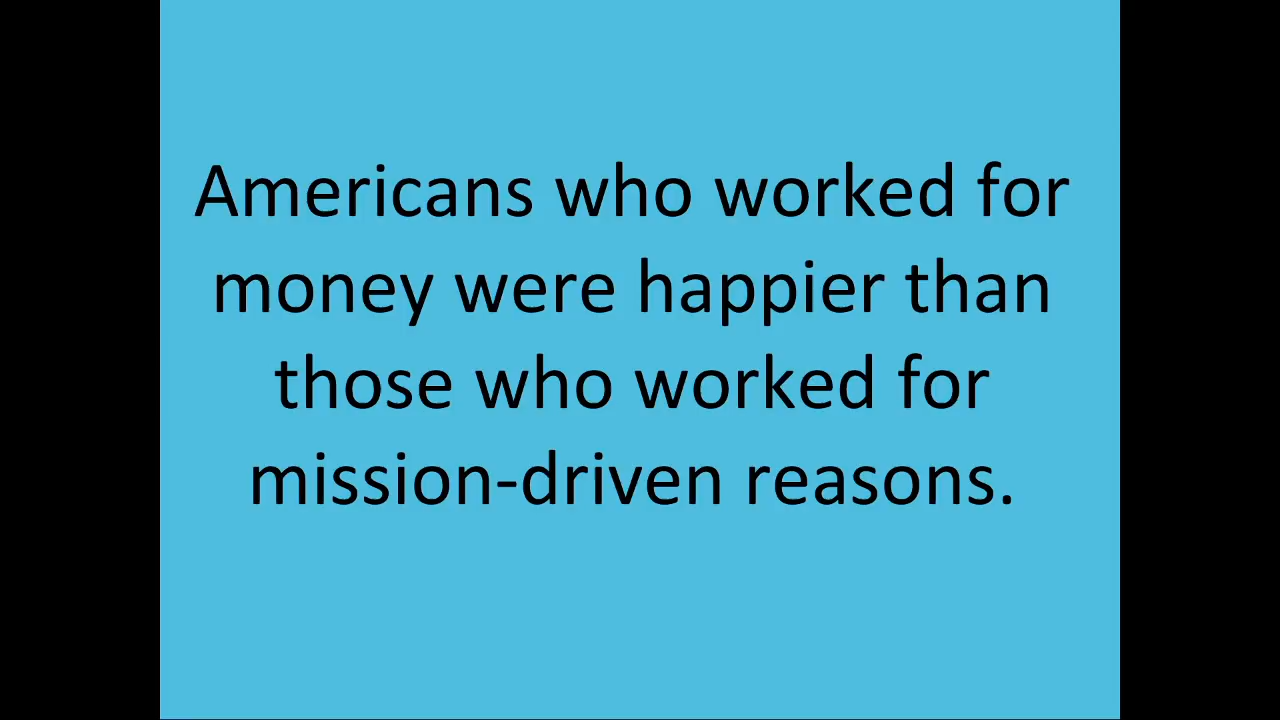 Americans who worked for
money were happier than
those who worked for
mission-driven reasons.